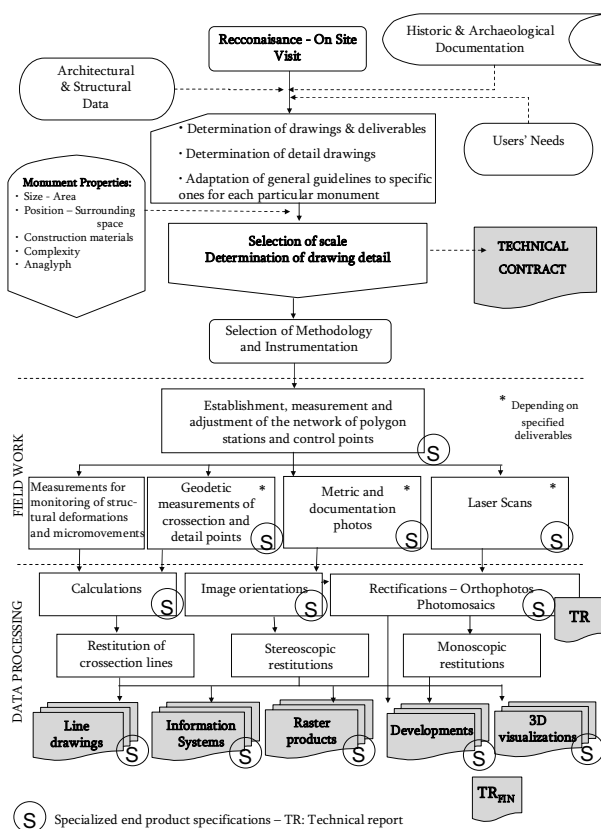 Recconaisance - On Site
Visit
Historic & Archaeological
Documentation
Architectural
& Structural
Data
Users' Needs
• Determination of drawings & deliverables
• Determination of detail drawings
• Adaptation of general guidelines to specific
ones for each particular monument
Monument Properties:
• Size - Area
• Position – Surrounding
space
• Construction materials
• Complexity
• Anaglyph
Selection of scale
Determination of drawing detail
TECHNICAL
CONTRACT
Selection of Methodology
and Instrumentation
FIELD WORK
Establishment, measurement and
adjustment of the network of polygon
stations and control points
S
* Depending on
specified
deliverables
Measurements for
monitoring of struc-
tural deformations
and micromovements
Geodetic *
measurements of
crossection and
detail points
S
*
Metric and
documentation
photos
S
*
Laser Scans
S
DATA PROCESSING
Calculations
S
Image orientations
S
Rectifications – Orthophotos
Photomosaics
S
TR
Restitution of
crossection lines
Stereoscopic
restitutions
Monoscopic
restitutions
Line
drawings
S
Information
Systems
S
Raster
products
S
Developments
S
3D
visualizations
S
TRFIN
S Specialized end product specifications – TR: Technical report